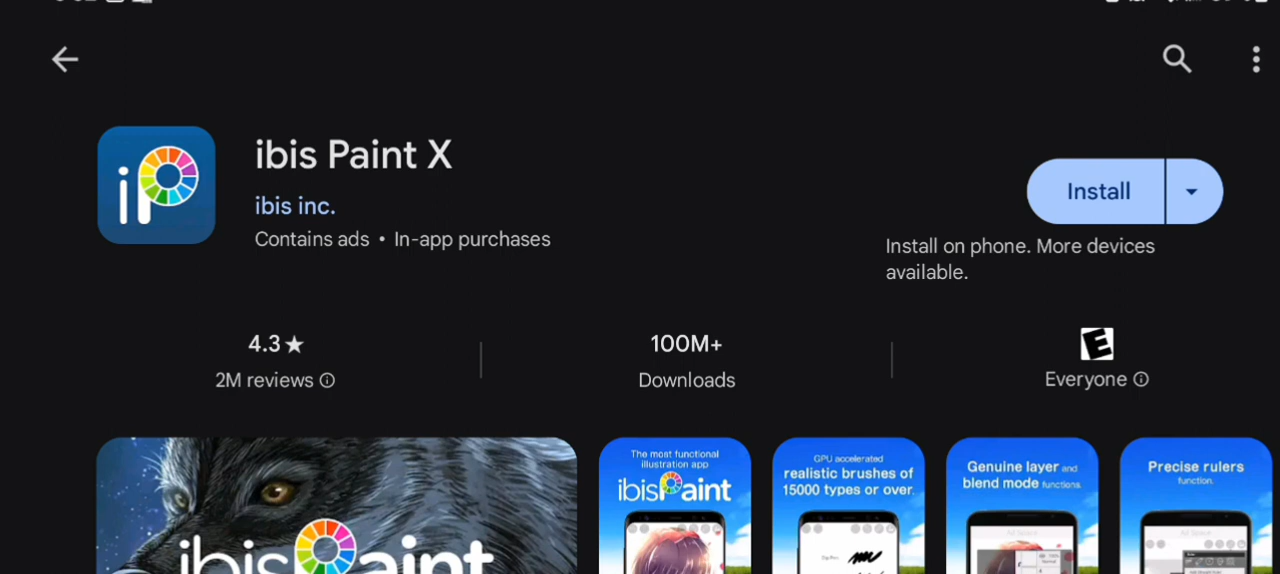 ibis Paint X
ibis inc.
Contains ads • In-app purchases
Install
Install on phone. More devices
available.
4.3★
2M reviews
100M+
Downloads
E
Everyone
iP
ibisPaint
The most functional
illustration app
ibisPaint
GPU accelerated
realistic brushes of
15000 types or over.
Genuine layer and
blend mode functions.
Precise rulers
function.